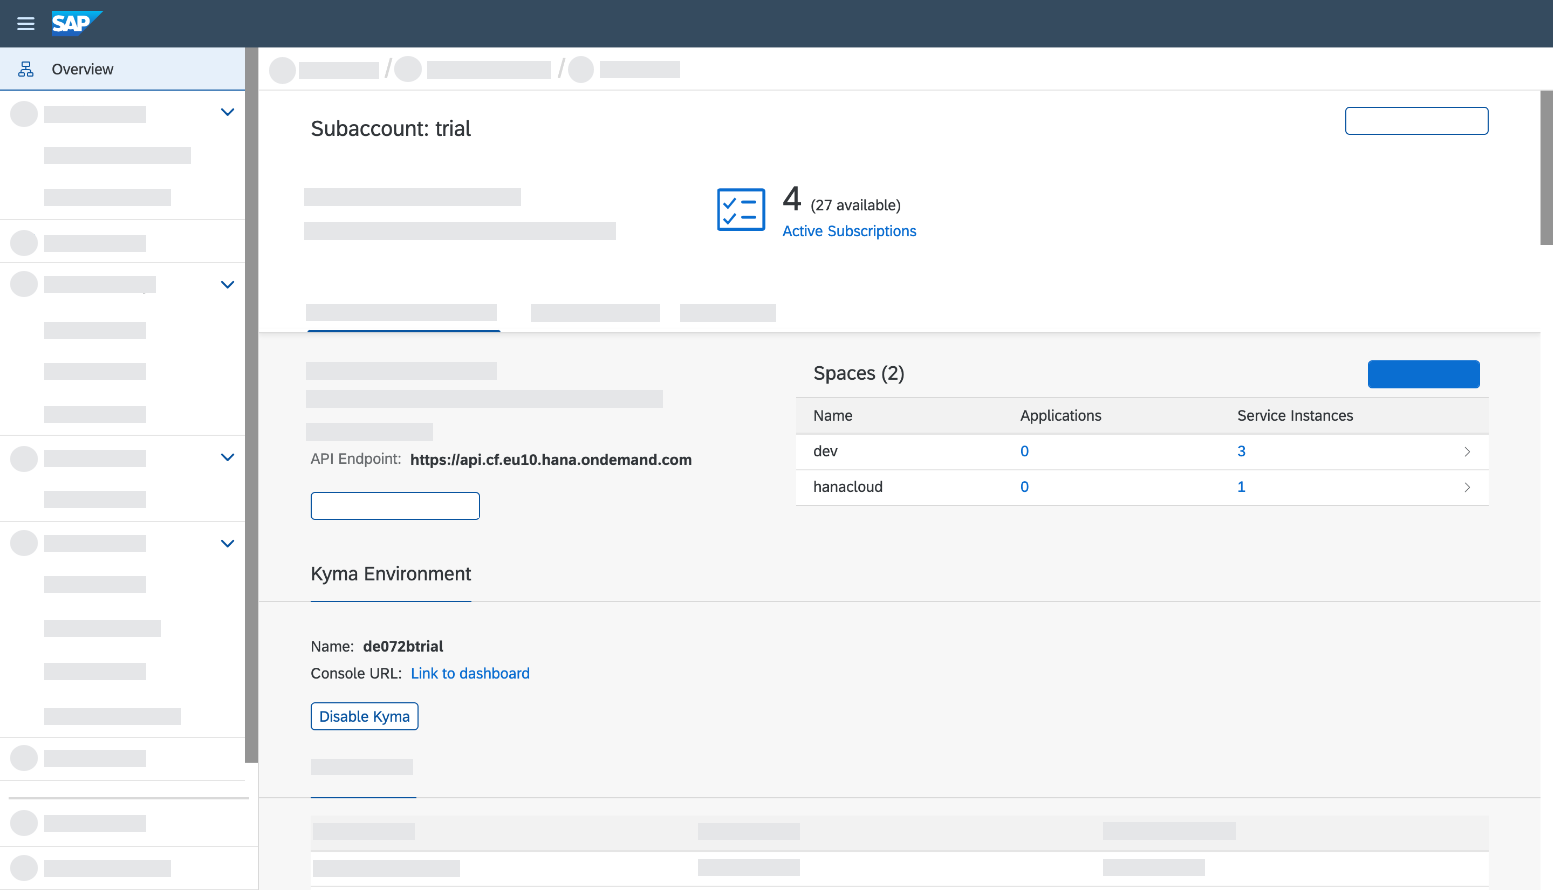 SAP
Overview
Subaccount: trial
4 (27 available)
Active Subscriptions
API Endpoint: https://api.cf.eu10.hana.ondemand.com
Spaces (2)
Name Applications Service Instances
dev 0 3
hanacloud 0 1
Kyma Environment
Name: de072btrial
Console URL: Link to dashboard
Disable Kyma